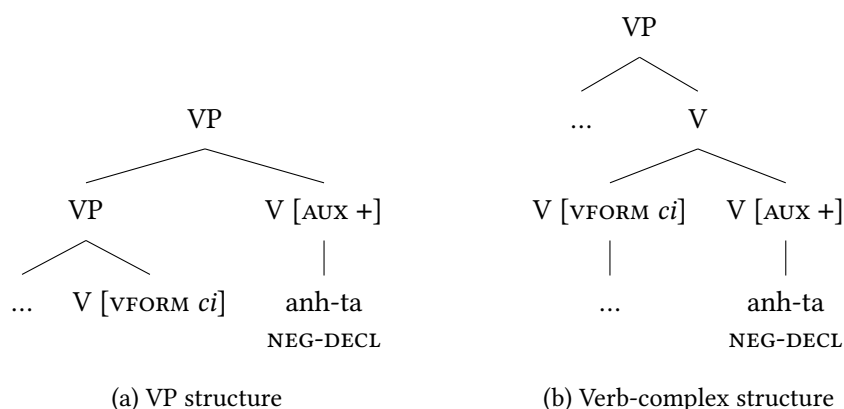 VP
... V
V [VFORM ci] V [AUX +]
... anh-ta
NEG-DECL
(b) Verb-complex structure
VP
VP V [AUX +]
... V [VFORM ci] anh-ta
NEG-DECL
(a) VP structure